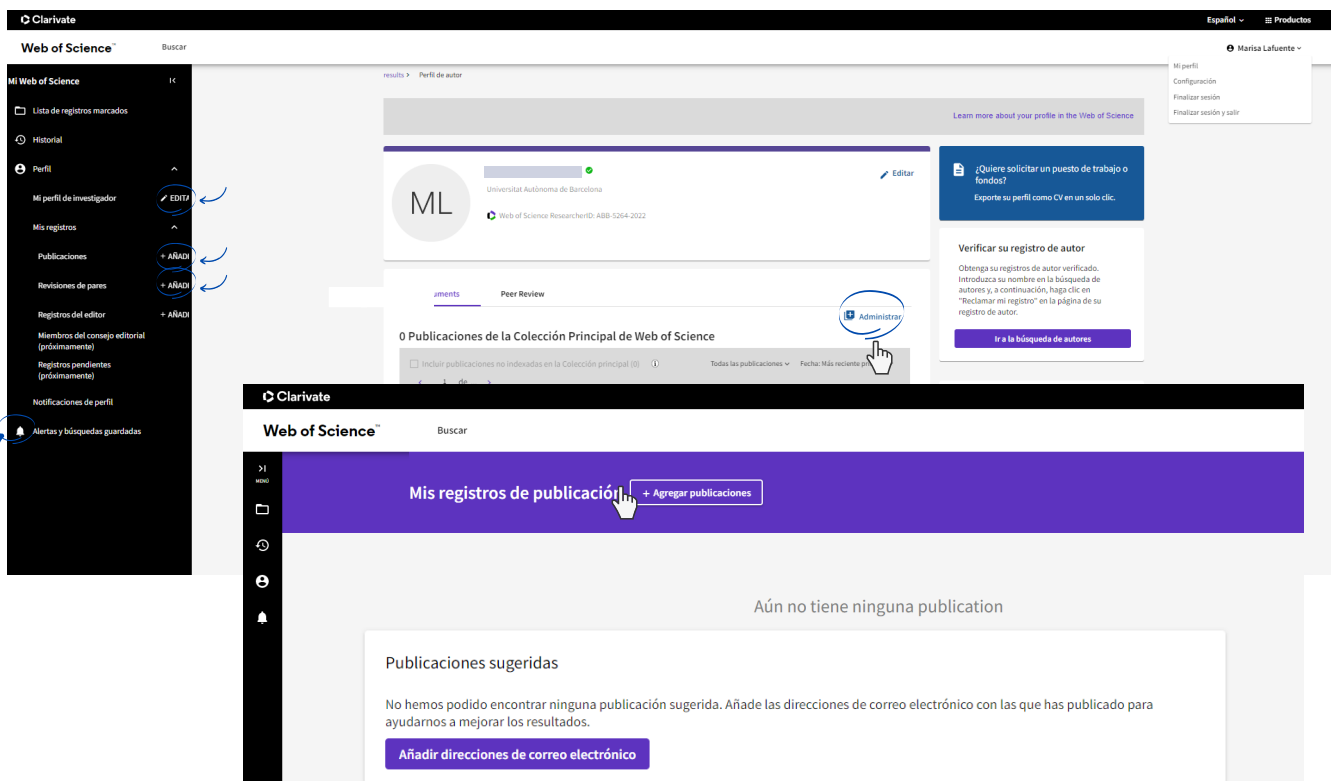 Clarivate
Español
Productos
Web of Science™
Buscar
Marisa Lafuente
Mi perfil
Configuración
Finalizar sesión
Finalizar sesión y salir
Mi Web of Science
Lista de registros marcados
Historial
Perfil
Mi perfil de investigador
EDITA
Mis registros
Publicaciones
+ AÑADI
Revisiones de pares
+ AÑADI
Registros del editor
+ AÑADI
Miembros del consejo editorial
(próximamente)
Registros pendientes
(próximamente)
Notificaciones de perfil
Alertas y búsquedas guardadas
results > Perfil de autor
Learn more about your profile in the Web of Science
ML
Universitat Autònoma de Barcelona
Web of Science ResearcherID: ABB-5264-2022
Editar
¿Quiere solicitar un puesto de trabajo o
fondos?
Exporte su perfil como CV en un solo clic.
Verificar su registro de autor
Obtenga su registros de autor verificado.
Introduzca su nombre en la búsqueda de
autores y, a continuación, haga clic en
"Reclamar mi registro" en la página de su
registro de autor.
Ir a la búsqueda de autores
uments
Peer Review
Administrar
0 Publicaciones de la Colección Principal de Web of Science
Incluir publicaciones no indexadas en la Colección principal (0)
Todas las publicaciones
Fecha: Más reciente
< 1 de >
Clarivate
Web of Science™
Buscar
MENÚ
Mis registros de publicación
+ Agregar publicaciones
Aún no tiene ninguna publication
Publicaciones sugeridas
No hemos podido encontrar ninguna publicación sugerida. Añade las direcciones de correo electrónico con las que has publicado para
ayudarnos a mejorar los resultados.
Añadir direcciones de correo electrónico